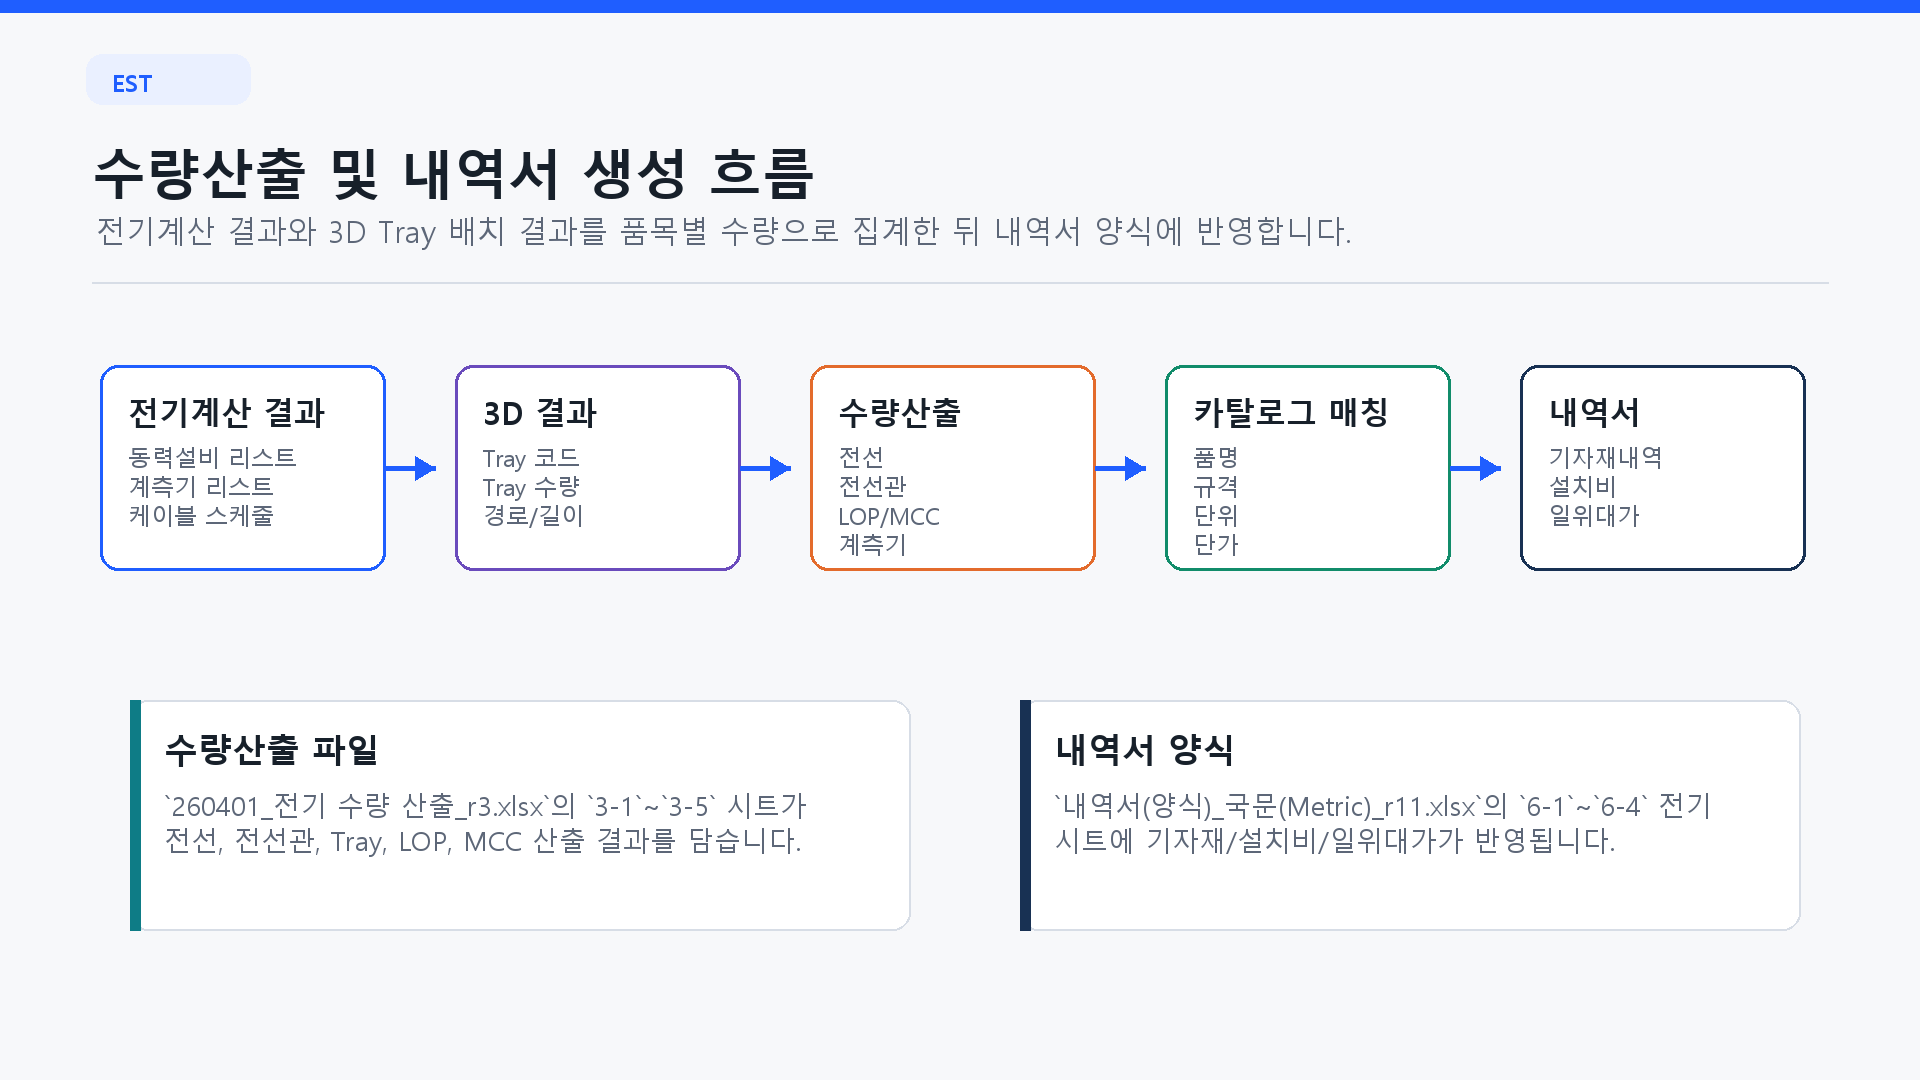 EST
수량산출 및 내역서 생성 흐름
전기계산 결과와 3D Tray 배치 결과를 품목별 수량으로 집계한 뒤 내역서 양식에 반영합니다.
전기계산 결과
동력설비 리스트
계측기 리스트
케이블 스케줄
3D 결과
Tray 코드
Tray 수량
경로/길이
수량산출
전선
전선관
LOP/MCC
계측기
카탈로그 매칭
품명
규격
단위
단가
내역서
기자재내역
설치비
일위대가
수량산출 파일
`260401_전기 수량 산출_r3.xlsx`의 `3-1`~`3-5` 시트가
전선, 전선관, Tray, LOP, MCC 산출 결과를 담습니다.
내역서 양식
`내역서(양식)_국문(Metric)_r11.xlsx`의 `6-1`~`6-4` 전기
시트에 기자재/설치비/일위대가가 반영됩니다.